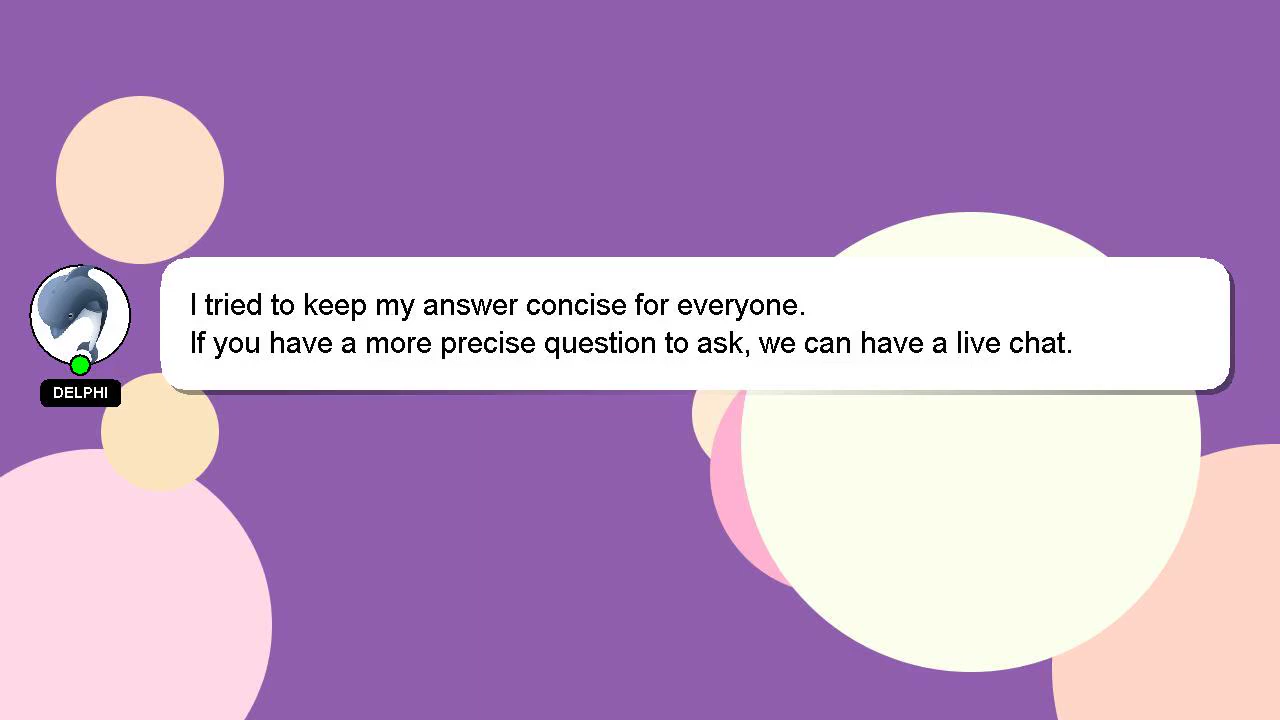 I tried to keep my answer concise for everyone.
If you have a more precise question to ask, we can have a live chat.
DELPHI